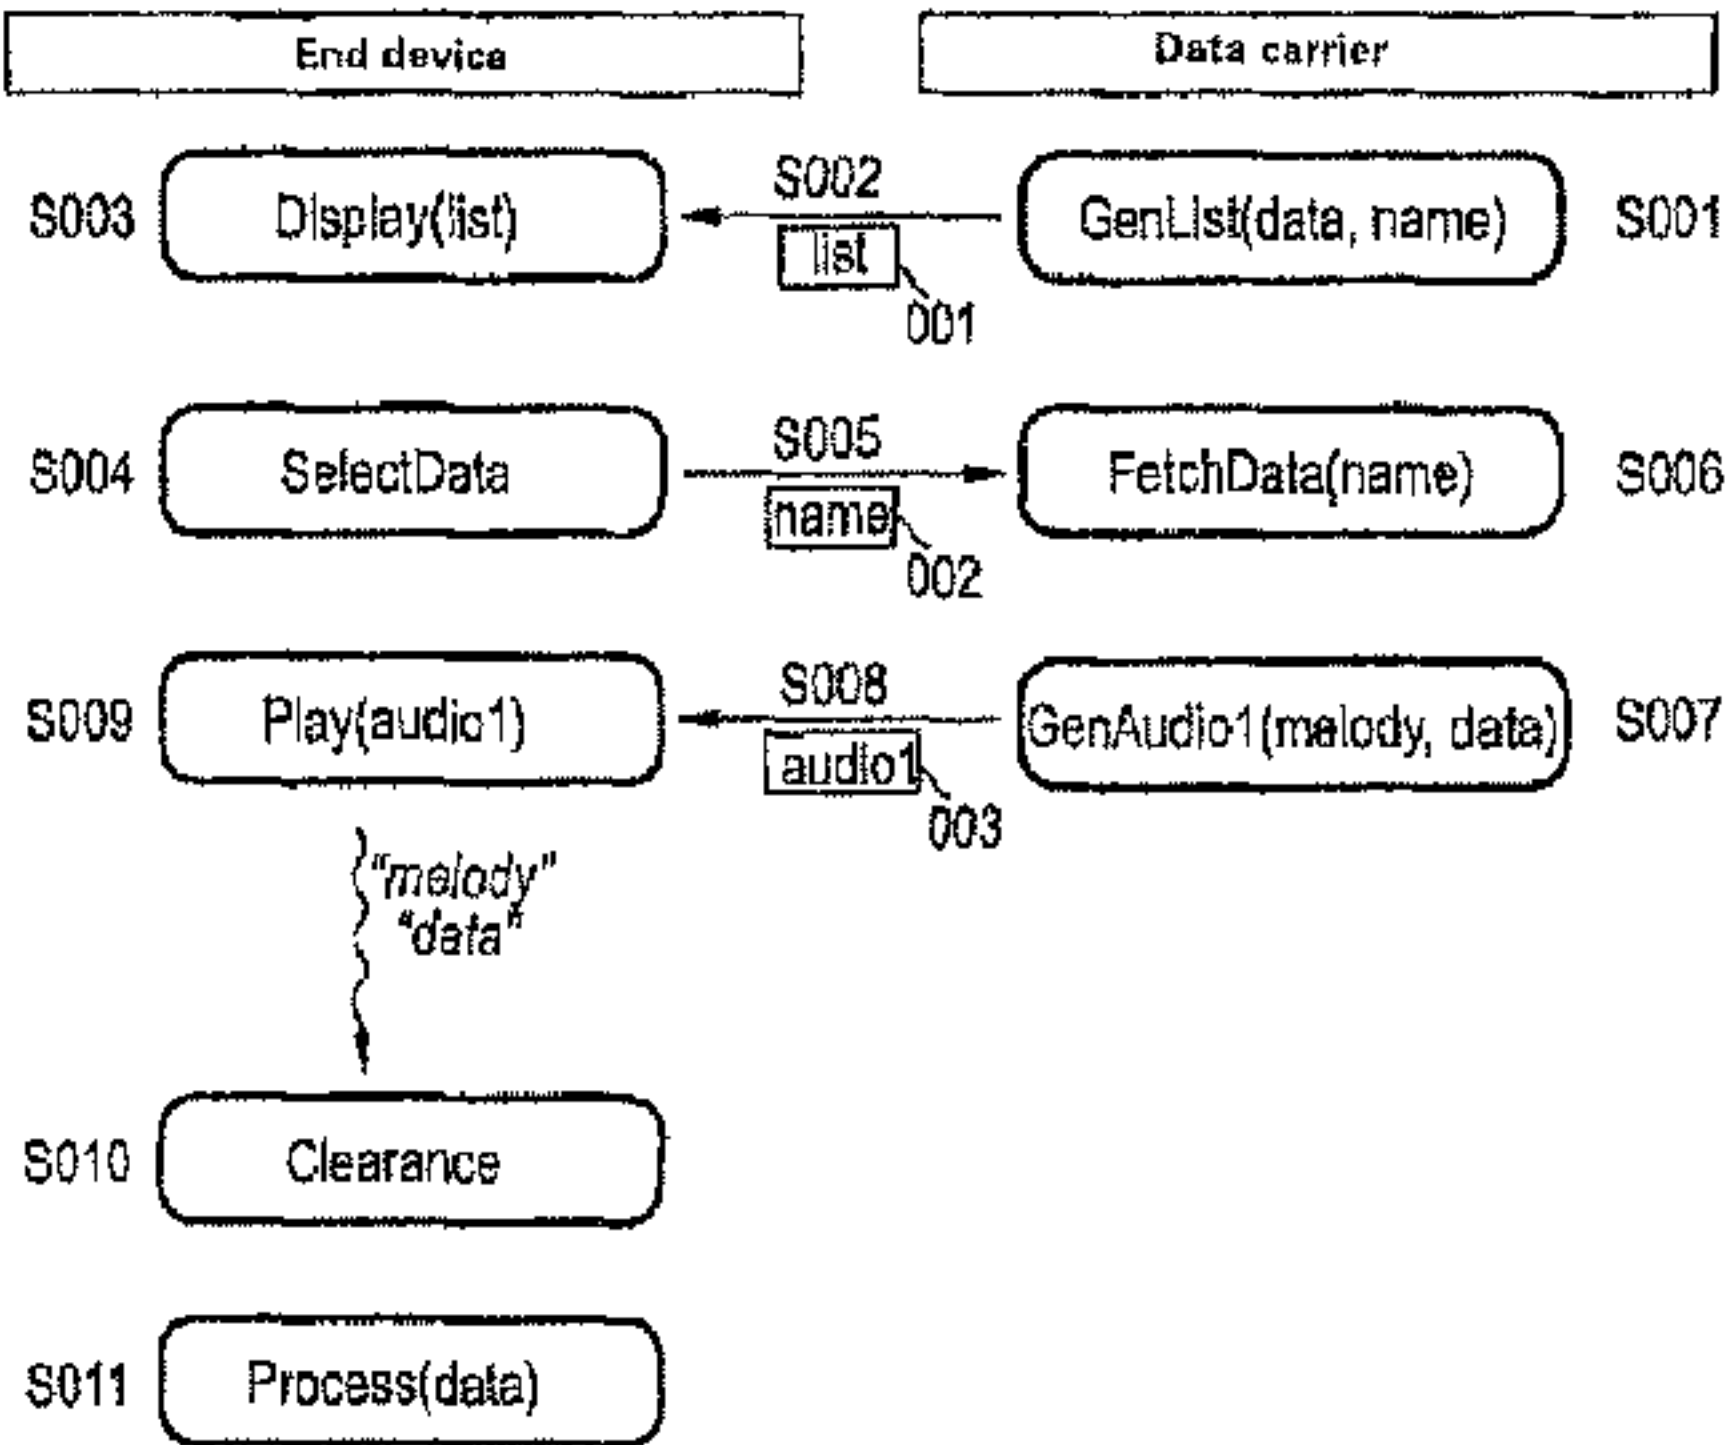 End device
Data carrier
S003
Display(list)
S002
list
001
GenList(data, name)
S001
S004
SelectData
S005
name
002
FetchData(name)
S006
S009
Play(audio1)
S008
audio1
003
GenAudio1(melody, data)
S007
"melody"
"data"
S010
Clearance
S011
Process(data)